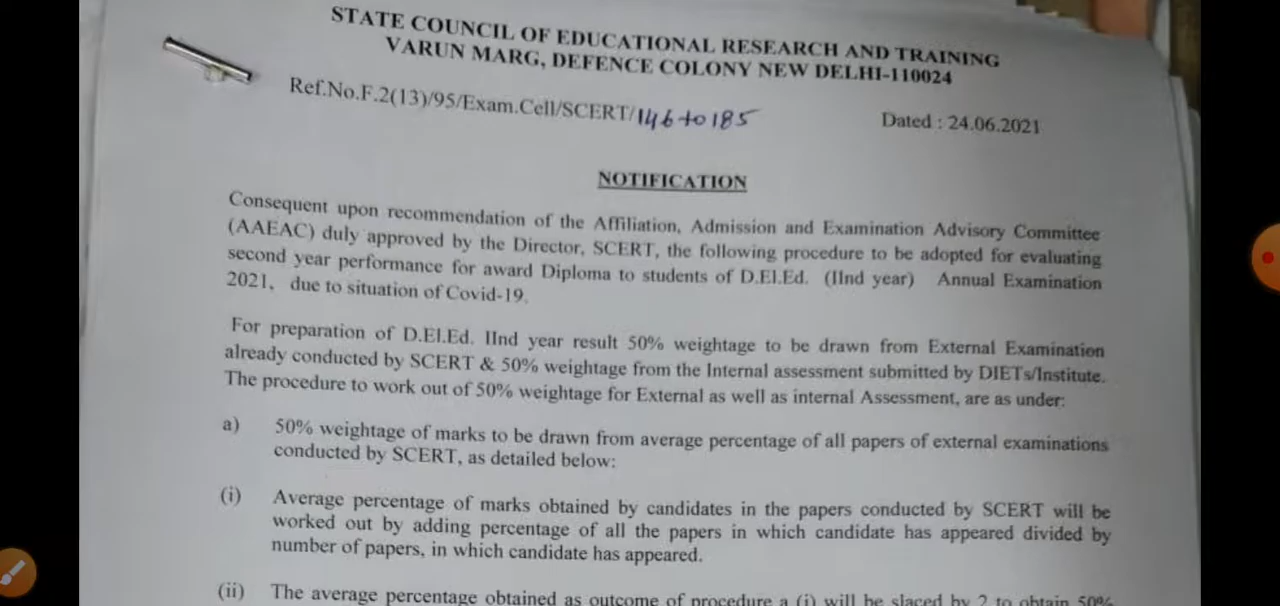 STATE COUNCIL OF EDUCATIONAL RESEARCH AND TRAINING
VARUN MARG, DEFENCE COLONY NEW DELHI-110024
Ref.No.F.2(13)/95/Exam.Cell/SCERT/146 to 185
Dated : 24.06.2021
NOTIFICATION
Consequent upon recommendation of the Affiliation, Admission and Examination Advisory Committee
(AAEAC) duly approved by the Director, SCERT, the following procedure to be adopted for evaluating
second year performance for award Diploma to students of D.El.Ed. (IInd year) Annual Examination
2021, due to situation of Covid-19.
For preparation of D.El.Ed. IInd year result 50% weightage to be drawn from External Examination
already conducted by SCERT & 50% weightage from the Internal assessment submitted by DIETs/Institute.
The procedure to work out of 50% weightage for External as well as internal Assessment, are as under:
a) 50% weightage of marks to be drawn from average percentage of all papers of external examinations
conducted by SCERT, as detailed below:
(i) Average percentage of marks obtained by candidates in the papers conducted by SCERT will be
worked out by adding percentage of all the papers in which candidate has appeared divided by
number of papers, in which candidate has appeared.
(ii) The average percentage obtained as outcome of procedure a (i) will be slaced by 2 to obtain 50%